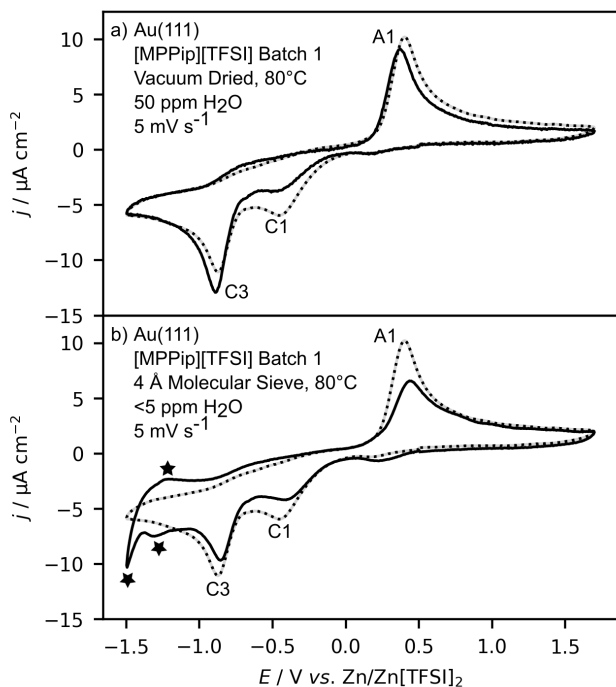 a) Au(111)
[MPPip][TFSI] Batch 1
Vacuum Dried, 80°C
50 ppm H2O
5 mV s-1
A1
C1
C3
10
5
0
−5
−10
−15
j / µA cm−2
b) Au(111)
[MPPip][TFSI] Batch 1
4 Å Molecular Sieve, 80°C
<5 ppm H2O
5 mV s-1
A1
C1
C3
10
5
0
−5
−10
−15
j / µA cm−2
−1.5 −1.0 −0.5 0.0 0.5 1.0 1.5
E / V vs. Zn/Zn[TFSI]2